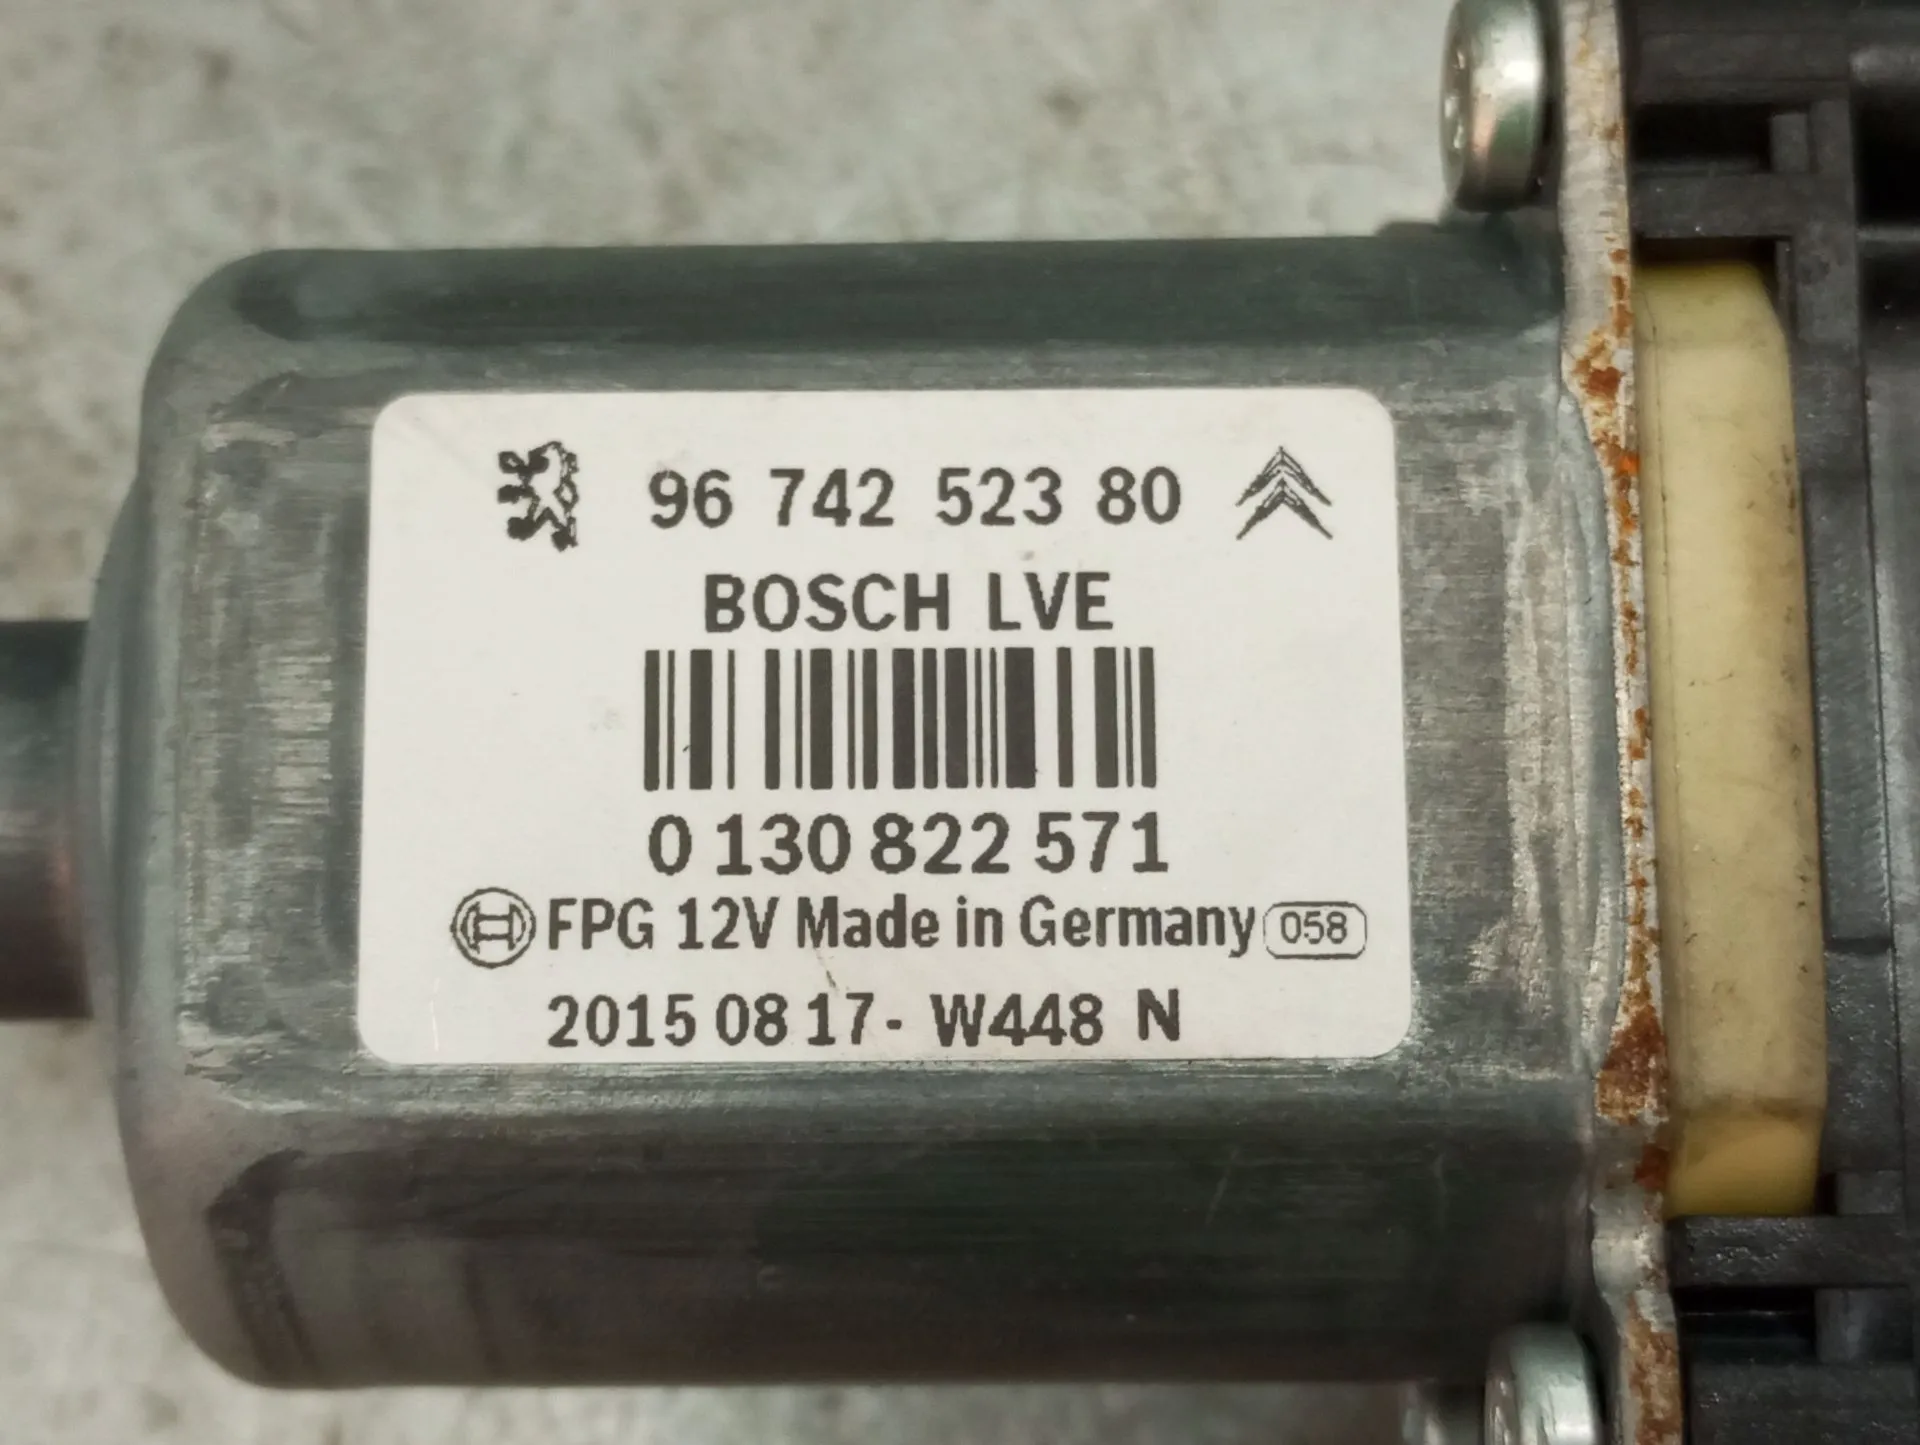 96 742 523 80
BOSCH LVE
0 130 822 571
FPG 12V Made in Germany 058
2015 08 17 - W448 N